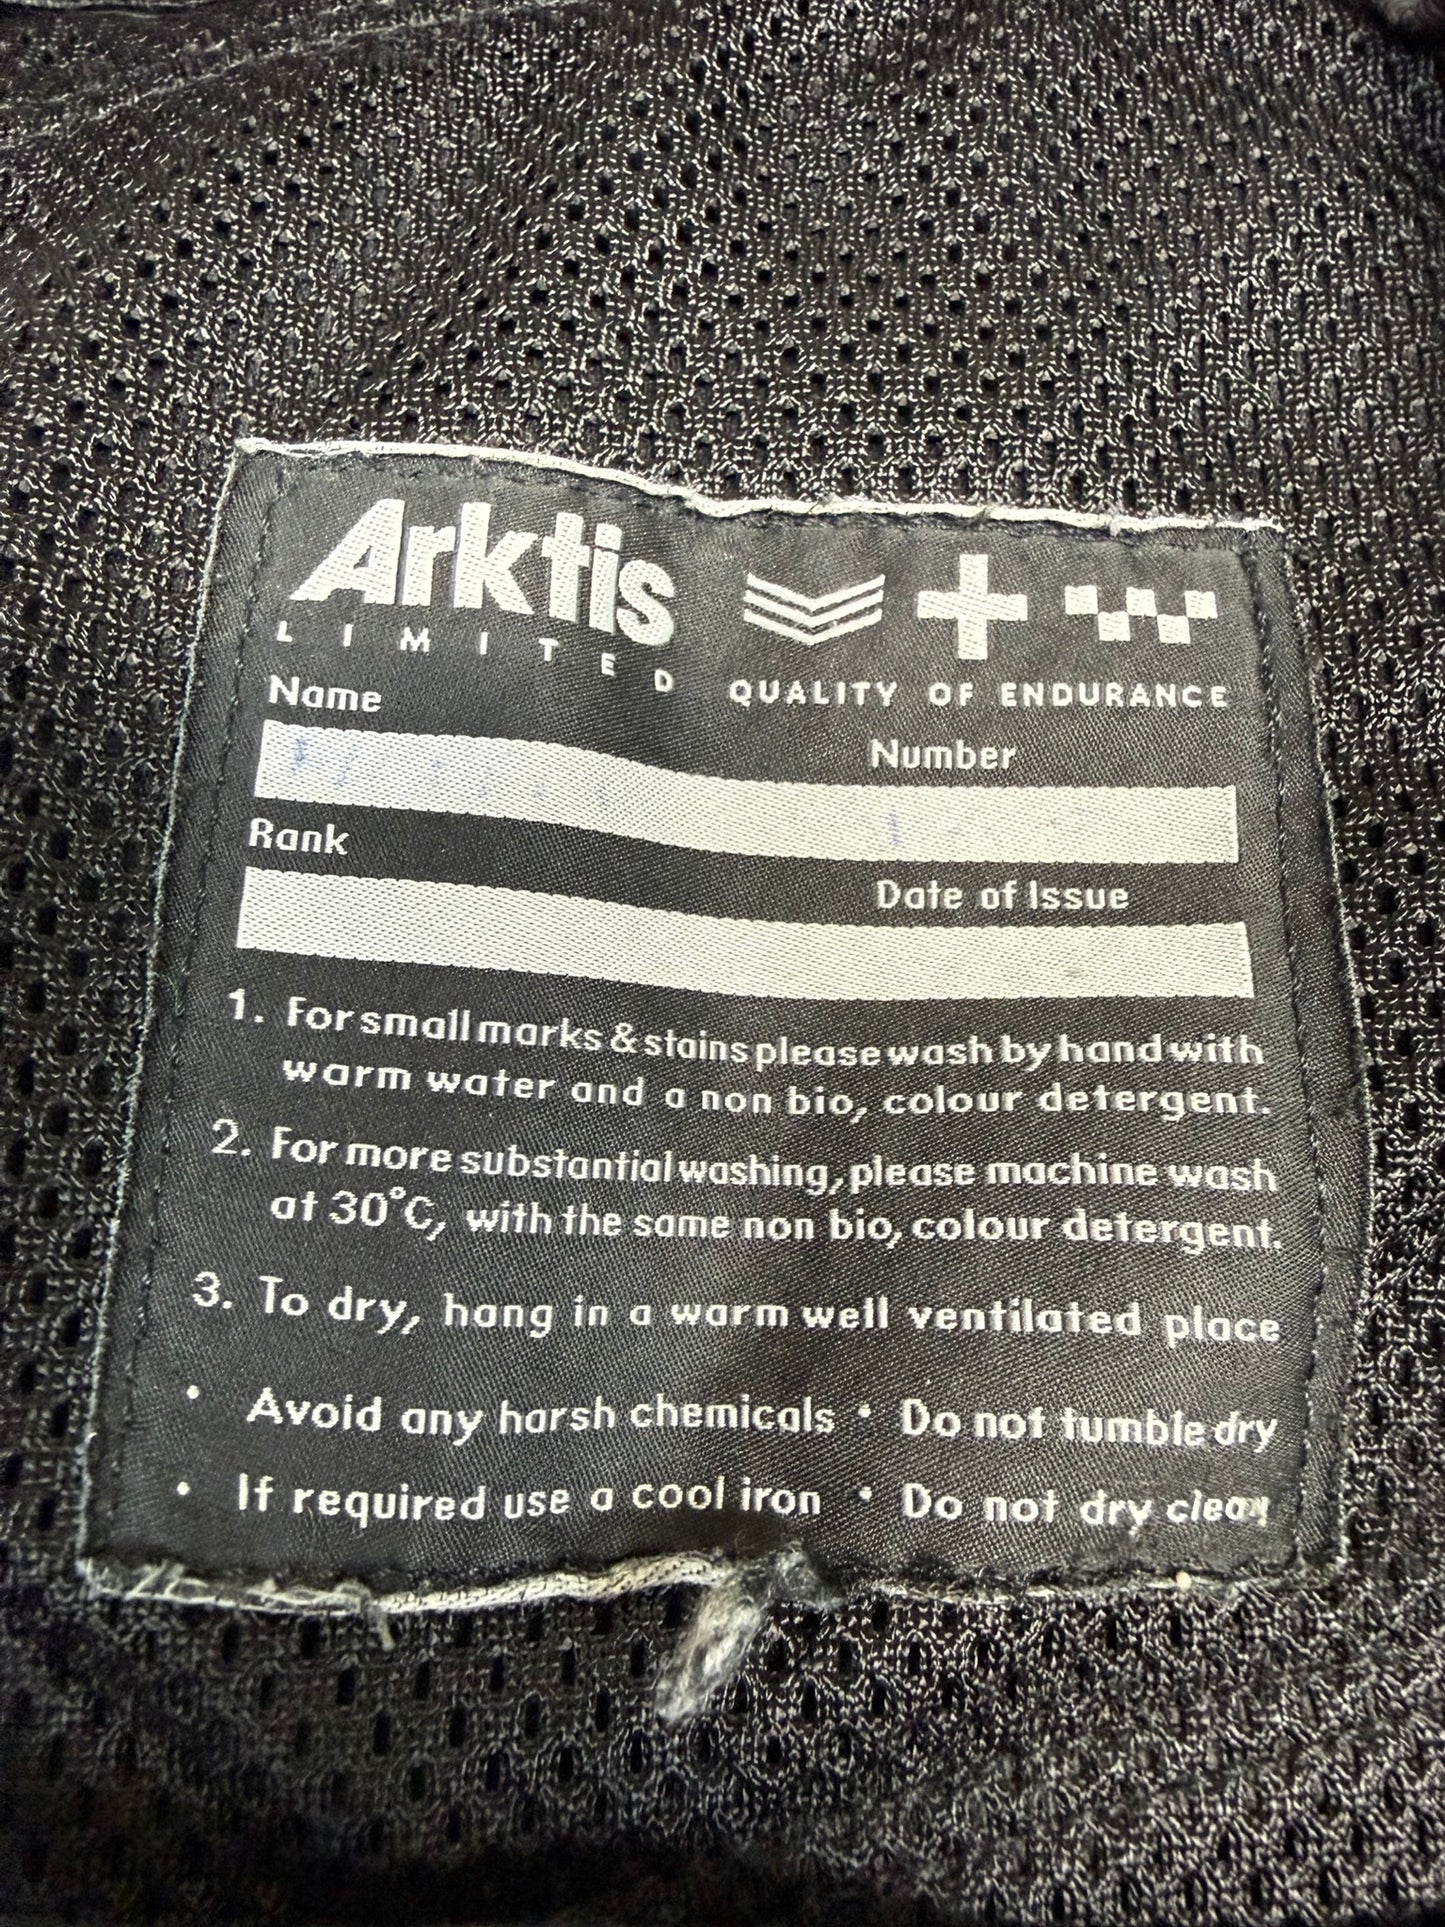 Arktis
LIMITED
QUALITY OF ENDURANCE
Name
Number
Rank
Date of Issue
1. For small marks & stains please wash by hand with
warm water and a non bio, colour detergent.
2. For more substantial washing, please machine wash
at 30°C, with the same non bio, colour detergent.
3. To dry, hang in a warm well ventilated place
• Avoid any harsh chemicals • Do not tumble dry
• If required use a cool iron • Do not dry clean